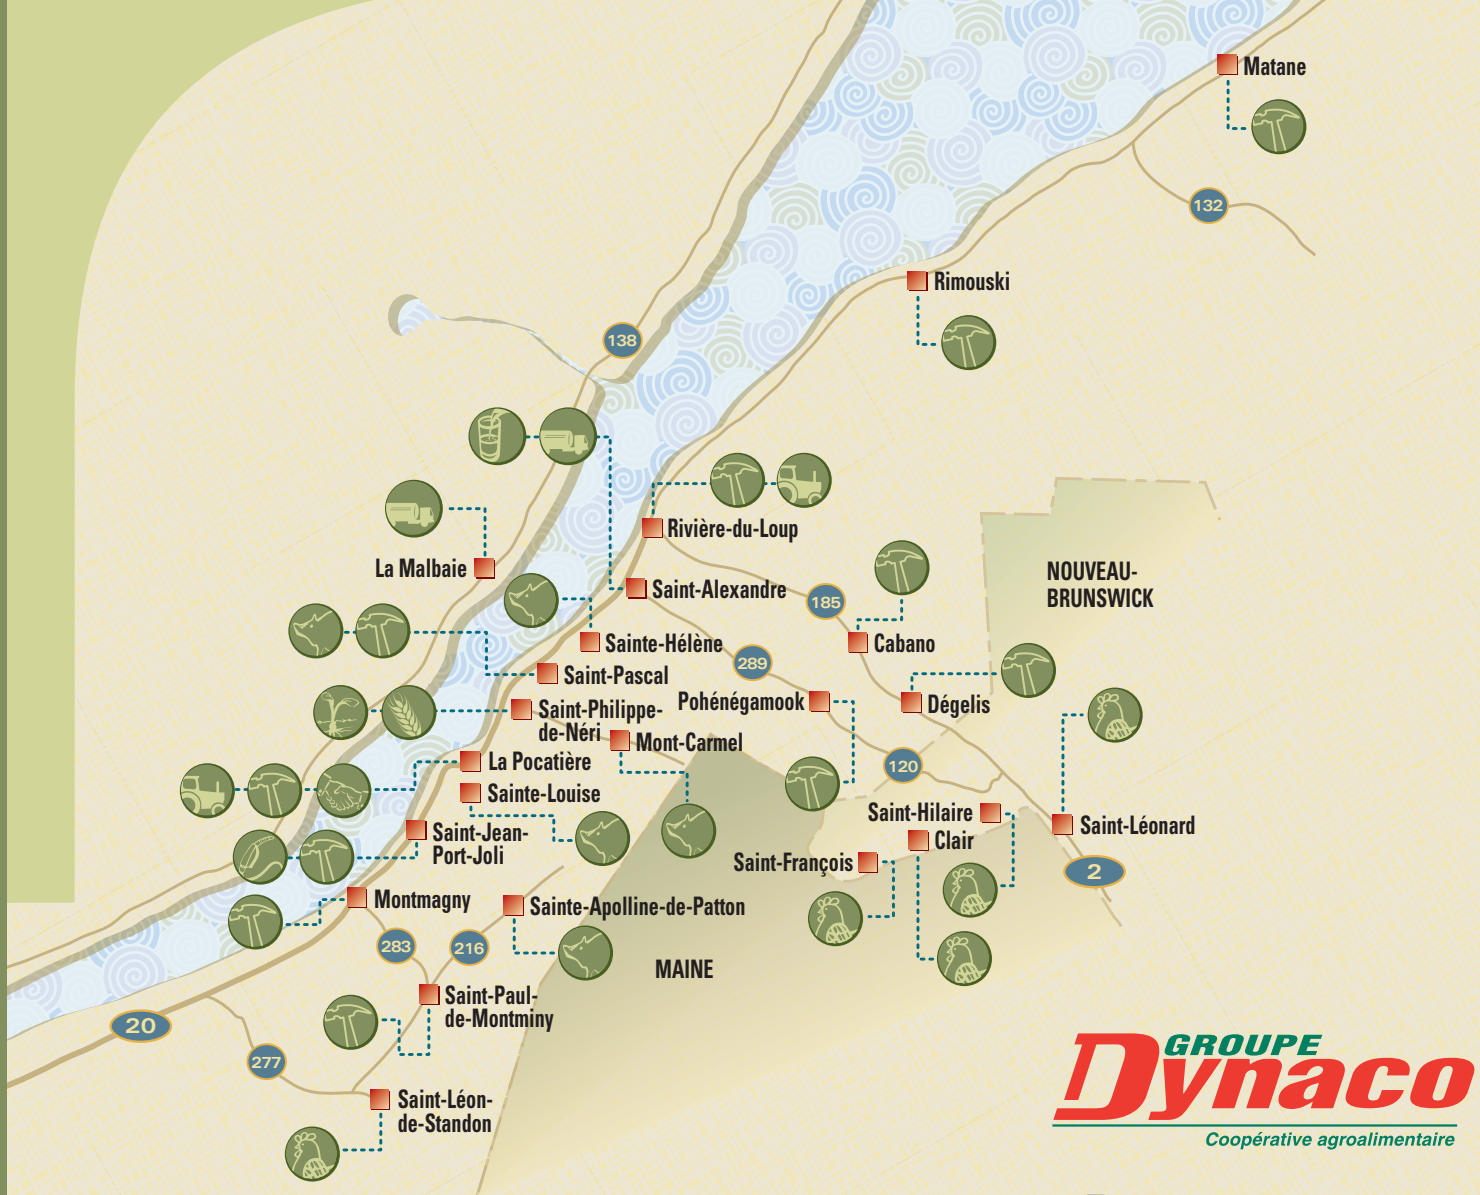 Matane
132
Rimouski
138
Rivière-du-Loup
La Malbaie
Saint-Alexandre
185
NOUVEAU-
BRUNSWICK
Sainte-Hélène
Cabano
289
Saint-Pascal
Pohénégamook
Dégelis
Saint-Philippe-
de-Néri
Mont-Carmel
La Pocatière
120
Sainte-Louise
Saint-Hilaire
Saint-Léonard
Saint-Jean-
Port-Joli
Clair
Saint-François
2
Montmagny
Sainte-Apolline-de-Patton
283
216
MAINE
Saint-Paul-
de-Montminy
20
277
Saint-Léon-
de-Standon
GROUPE
Dynaco
Coopérative agroalimentaire